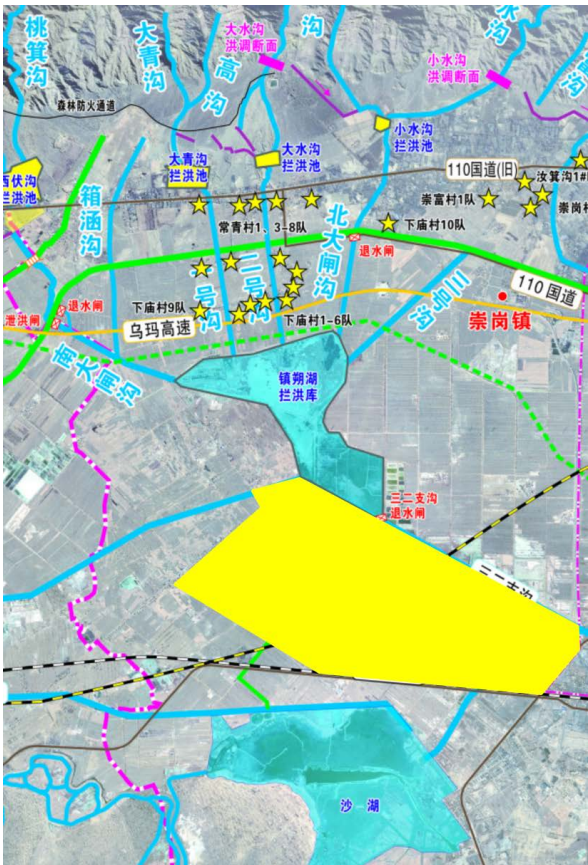 桃箕沟
大青沟
高沟
大水沟
洪调断面
沟
小水沟
洪调断面
水沟
森林防火通道
大青沟
拦洪池
大水沟
拦洪池
小水沟
拦洪池
110国道(旧)
汝箕沟1#
西伏沟
拦洪池
箱涵沟
崇富村1队
崇岗村
常青村1、3-8队
北大闸沟
下庙村10队
退水闸
一号沟
二号沟
三号沟
110国道
崇岗镇
退水闸
泄洪闸
下庙村9队
下庙村1-6队
乌玛高速
南大闸沟
镇朔湖
拦洪库
三二支沟
退水闸
三二支沟
沙湖